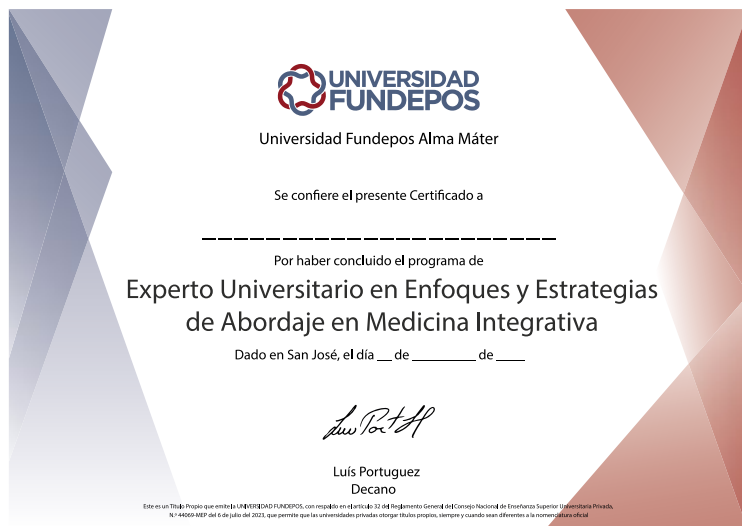 UNIVERSIDAD
FUNDEPOS
Universidad Fundepos Alma Máter
Se confiere el presente Certificado a
_______________________
Por haber concluido el programa de
Experto Universitario en Enfoques y Estrategias
de Abordaje en Medicina Integrativa
Dado en San José, el día __ de _________ de ____
Luís Portuguez
Decano
Este es un Título Propio que emite la UNIVERSIDAD FUNDEPOS, con respaldo en el artículo 32 del Reglamento General del Consejo Nacional de Enseñanza Superior Universitaria Privada,
N.º 44069-MEP del 6 de julio del 2023, que permite que las universidades privadas otorgar títulos propios, siempre y cuando sean diferentes a la nomenclatura oficial